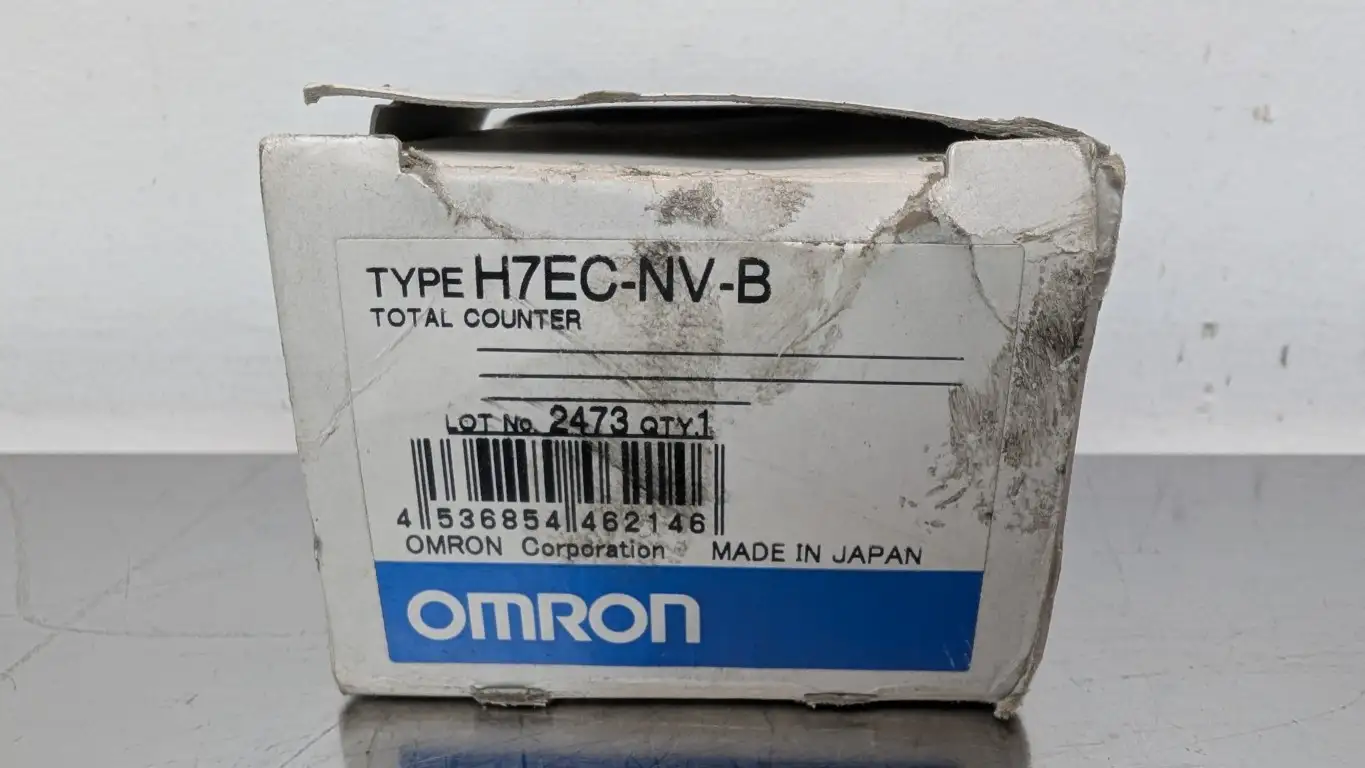 TYPE H7EC-NV-B
TOTAL COUNTER
LOT No. 2473 QTY.1
4 536854 462146
OMRON Corporation MADE IN JAPAN
OMRON